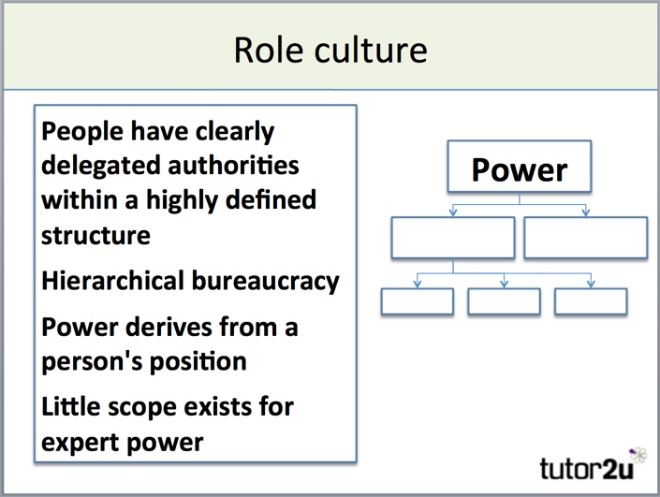 Role culture
People have clearly
delegated authorities
within a highly defined
structure
Hierarchical bureaucracy
Power derives from a
person's position
Little scope exists for
expert power
Power
tutor2u